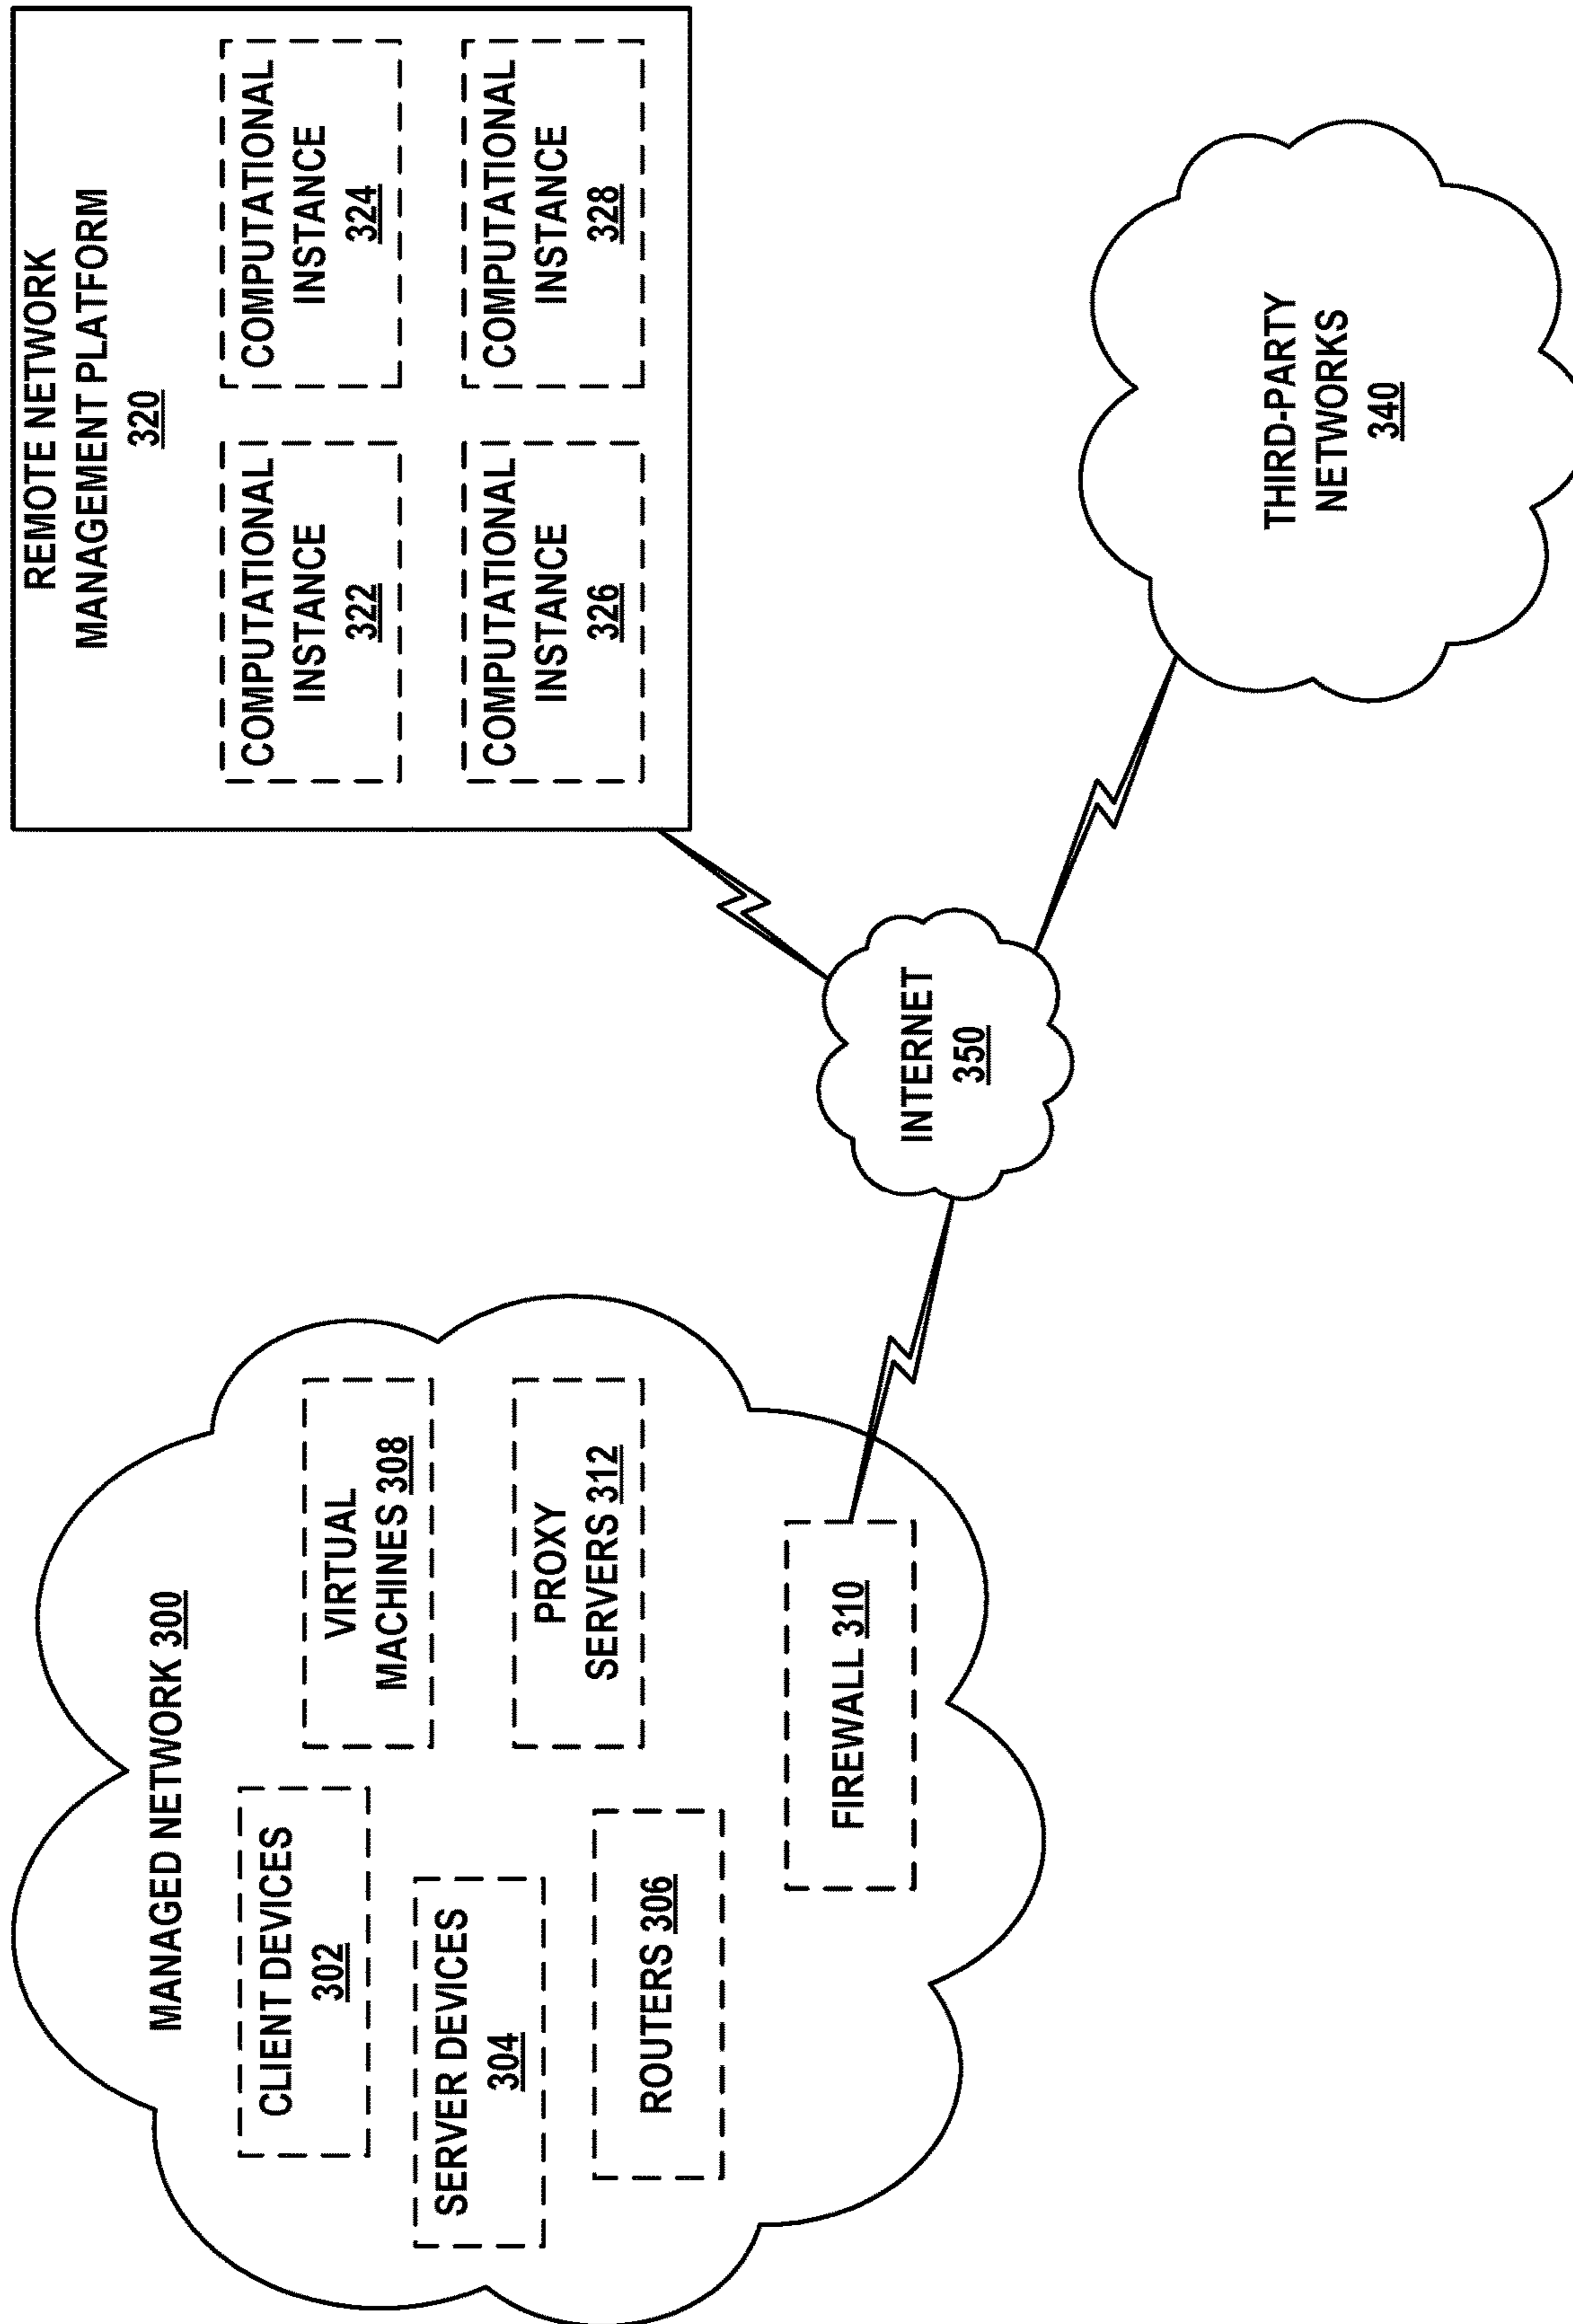 MANAGED NETWORK 300
CLIENT DEVICES
302
SERVER DEVICES
304
ROUTERS 306
VIRTUAL
MACHINES 308
PROXY
SERVERS 312
FIREWALL 310
INTERNET
350
REMOTE NETWORK
MANAGEMENT PLATFORM
320
COMPUTATIONAL
INSTANCE
322
COMPUTATIONAL
INSTANCE
324
COMPUTATIONAL
INSTANCE
326
COMPUTATIONAL
INSTANCE
328
THIRD-PARTY
NETWORKS
340